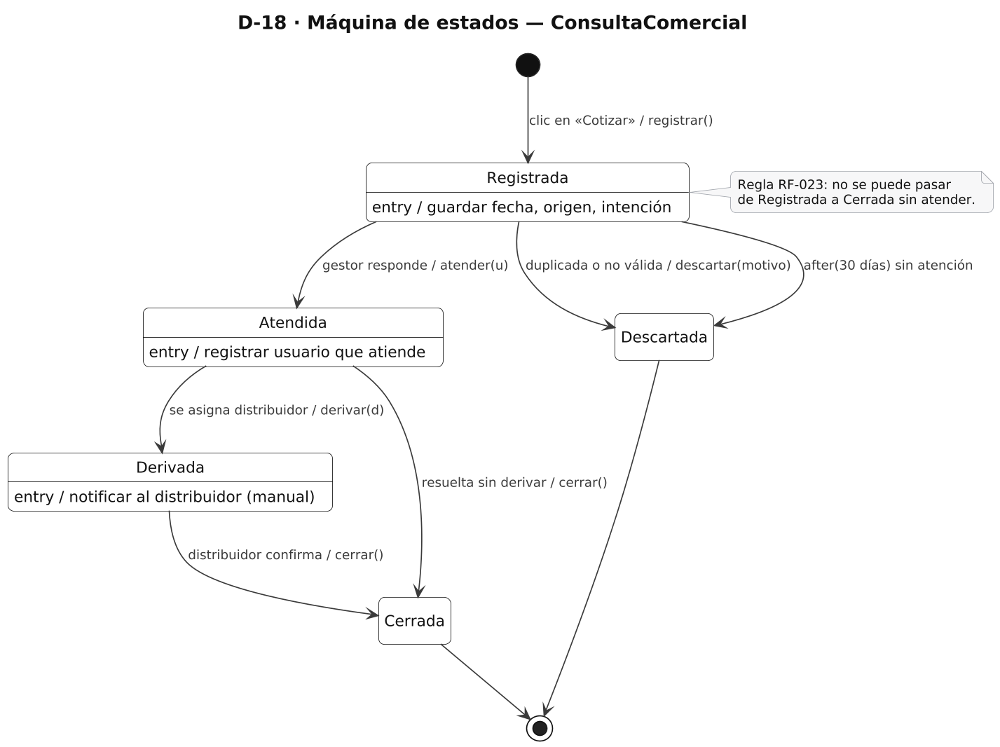 D-18 · Máquina de estados — ConsultaComercial
clic en «Cotizar» / registrar()
Registrada
entry / guardar fecha, origen, intención
Regla RF-023: no se puede pasar
de Registrada a Cerrada sin atender.
gestor responde / atender(u)
duplicada o no válida / descartar(motivo)
after(30 días) sin atención
Atendida
entry / registrar usuario que atiende
Descartada
se asigna distribuidor / derivar(d)
Derivada
entry / notificar al distribuidor (manual)
resuelta sin derivar / cerrar()
distribuidor confirma / cerrar()
Cerrada